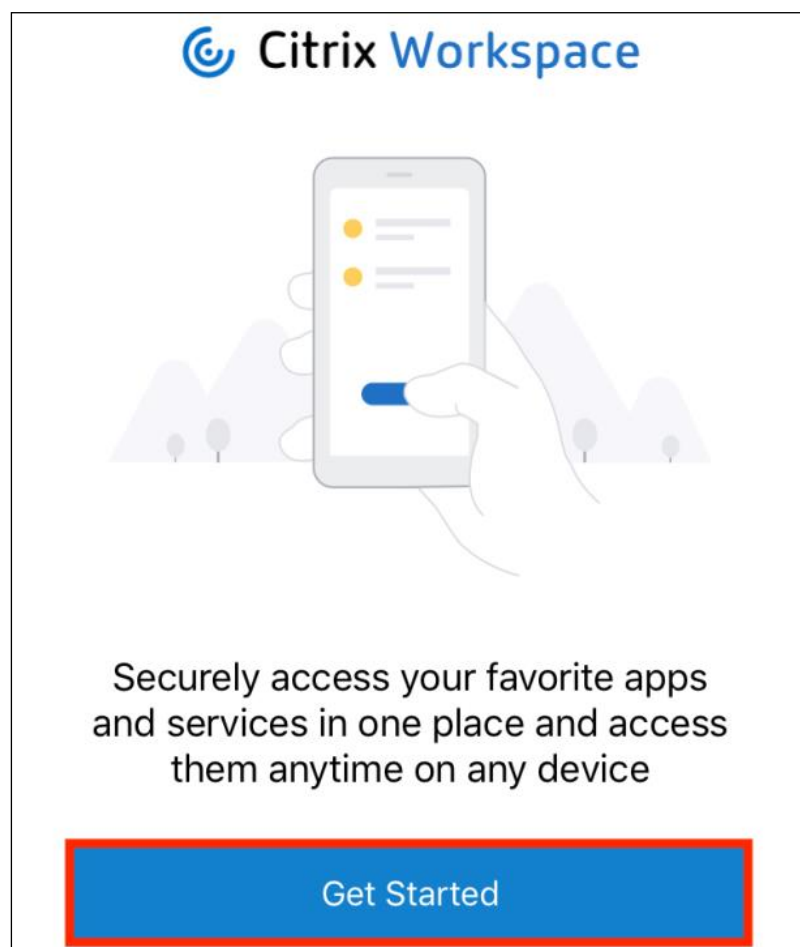 Citrix Workspace
Securely access your favorite apps
and services in one place and access
them anytime on any device
Get Started